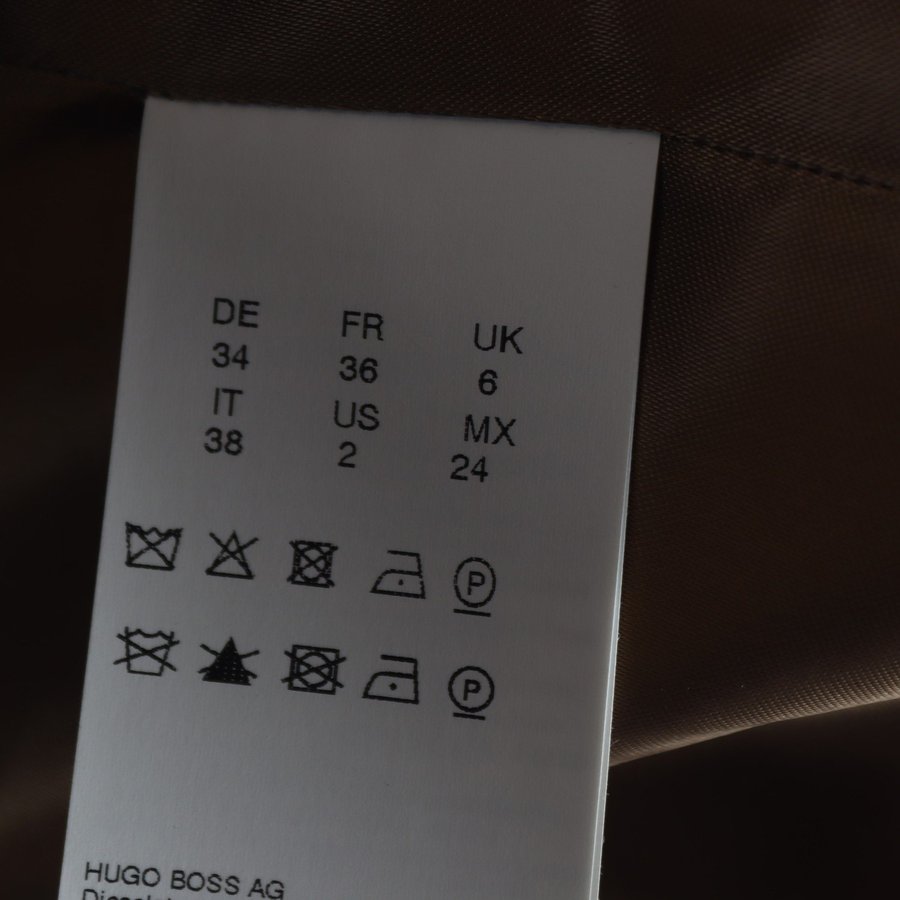 DE FR UK
34 36 6
IT US MX
38 2 24
P
P
HUGO BOSS AG